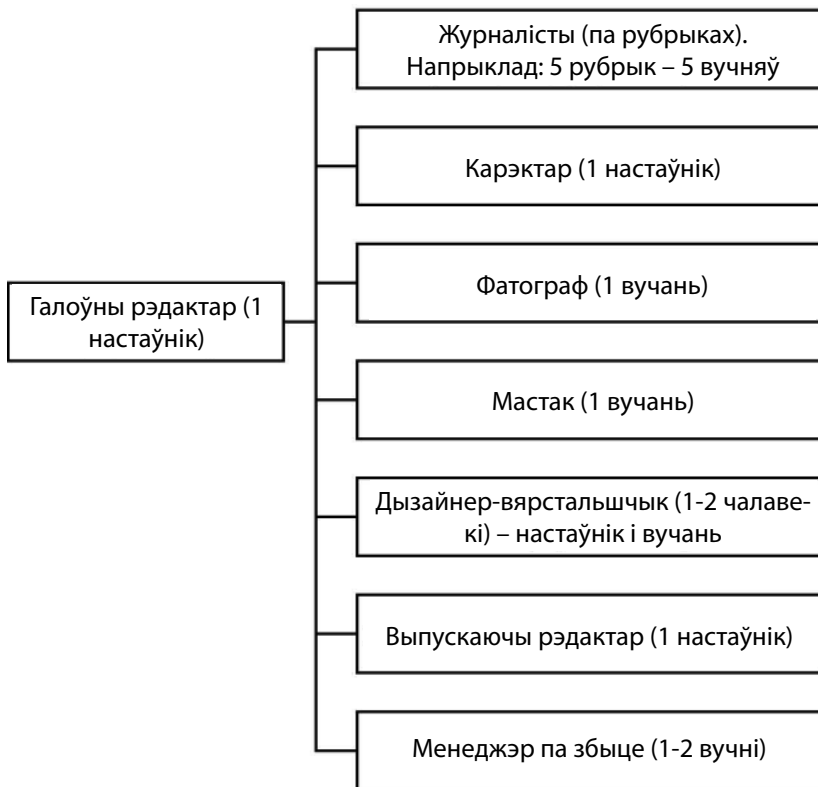 Журналісты (па рубрыках).
Напрыклад: 5 рубрык – 5 вучняў
Карэктар (1 настаўнік)
Фатограф (1 вучань)
Галоўны рэдактар (1
настаўнік)
Мастак (1 вучань)
Дызайнер-вярстальшчык (1-2 чалаве-
кі) – настаўнік і вучань
Выпускаючы рэдактар (1 настаўнік)
Менеджэр па збыце (1-2 вучні)